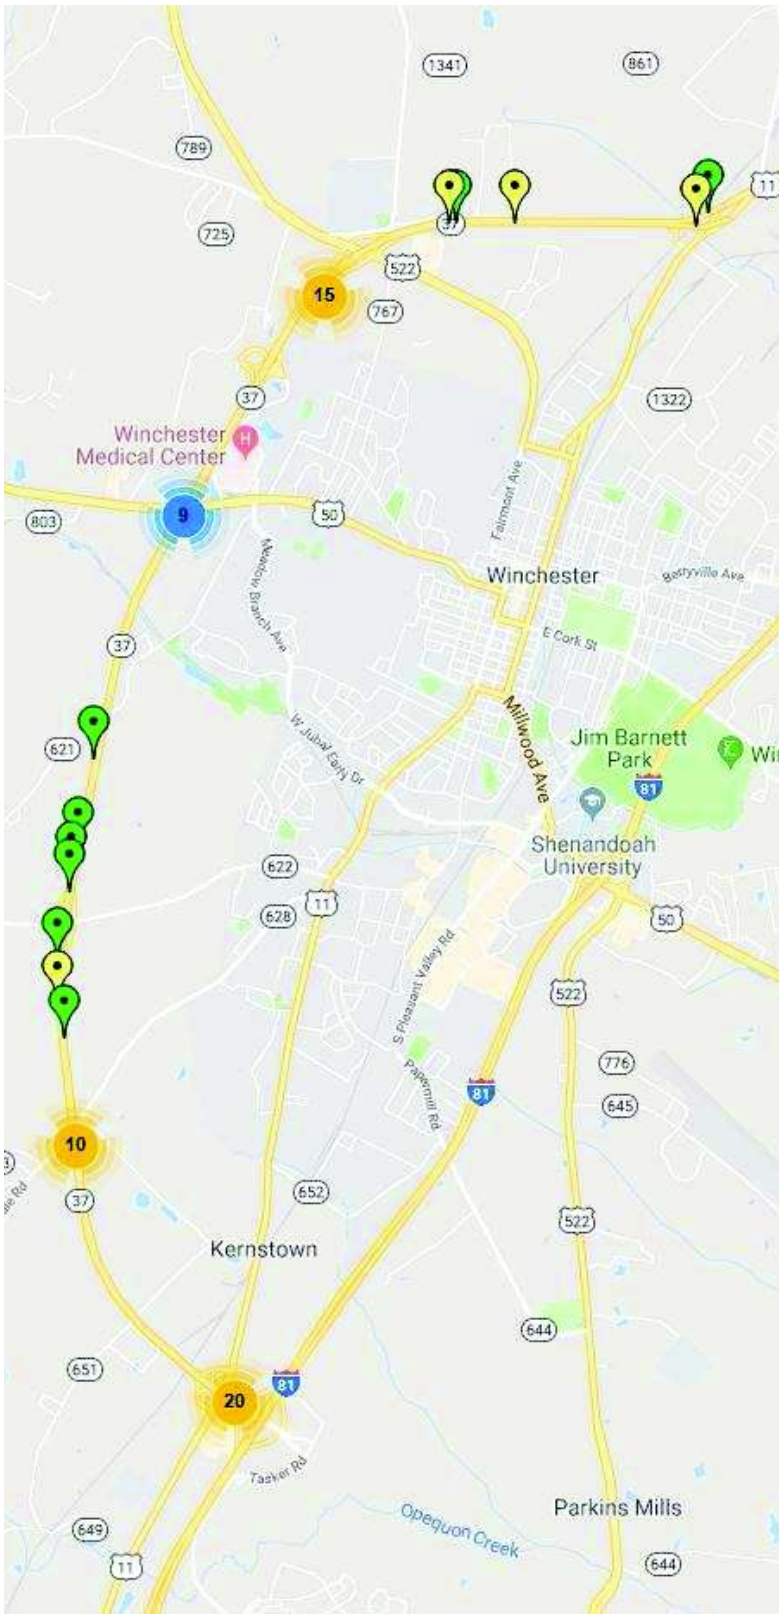 1341
861
789
11
725
37
522
15
767
37
1322
Winchester
Medical Center
H
9
803
50
Fairmont Ave
Meadow Branch Ave
Winchester
Berryville Ave
E Cork St
37
Millwood Ave
W Jubal Early Dr
621
Jim Barnett
Park
Wi
81
Shenandoah
University
622
11
628
50
S Pleasant Valley Rd
522
776
Papermill Rd
81
645
10
37
652
522
Kernstown
644
651
81
20
Tasker Rd
Parkins Mills
Opequon Creek
649
11
644